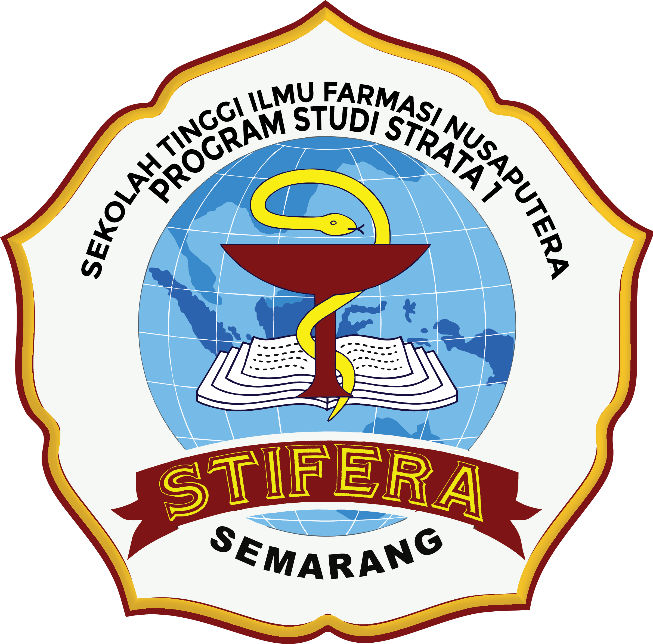 SEKOLAH TINGGI ILMU FARMASI NUSAPUTERA
PROGRAM STUDI STRATA 1
STIFERA
SEMARANG